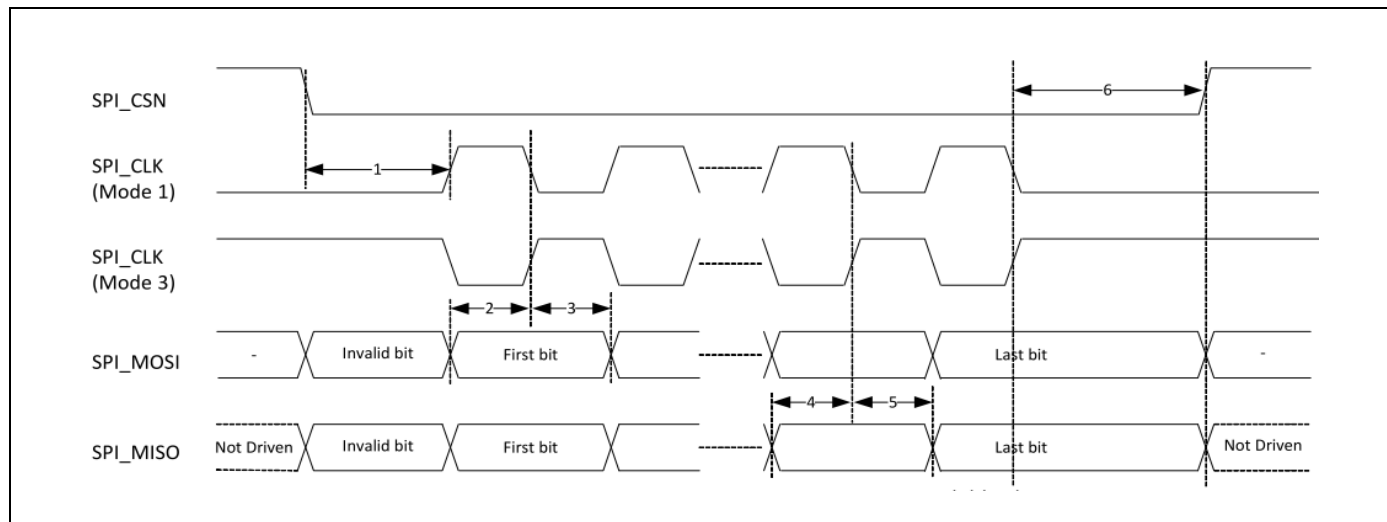 SPI_CSN
6
SPI_CLK
(Mode 1)
1
SPI_CLK
(Mode 3)
2 3
SPI_MOSI - Invalid bit First bit Last bit -
4 5
SPI_MISO Not Driven Invalid bit First bit Last bit Not Driven